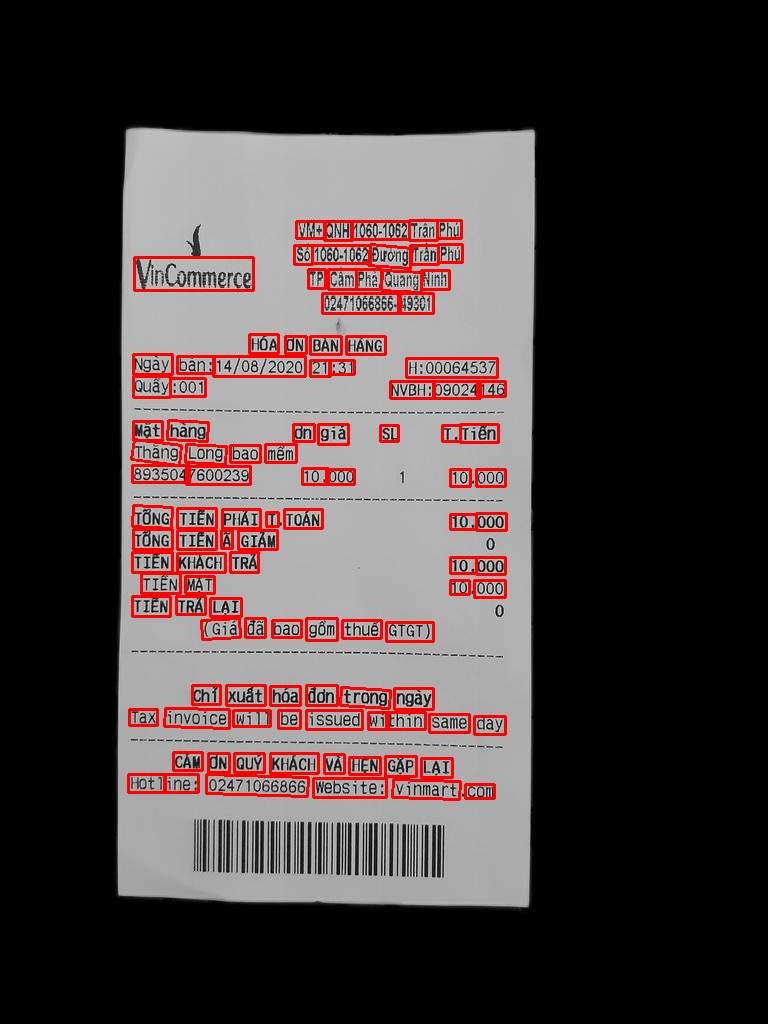 VM+ QNH 1060-1062 Trần Phú
Số 1060-1062 Đường Trần Phú
VinCommerce
TP. Cẩm Phả, Quảng Ninh
02471066866-49301
HÓA ĐƠN BÁN HÀNG
Ngày bán:14/08/2020 21:31 HĐ:00064537
Quầy:001 NVBH:09024146
Mặt hàng Đơn giá SL T.Tiền
Thăng Long bao mềm
8935047600239 10.000 1 10.000
TỔNG TIỀN PHẢI T.TOÁN 10.000
TỔNG TIỀN ĐÃ GIẢM 0
TIỀN KHÁCH TRẢ 10.000
TIỀN MẶT 10.000
TIỀN TRẢ LẠI 0
(Giá đã bao gồm thuế GTGT)
Chỉ xuất hóa đơn trong ngày
Tax invoice will be issued within same day
CẢM ƠN QUÝ KHÁCH VÀ HẸN GẶP LẠI
Hotline: 02471066866 Website: vinmart.com